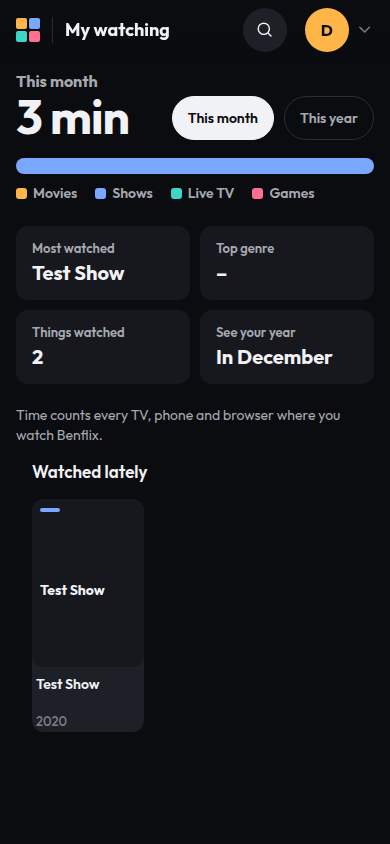 My watching
D
This month
3 min
This month
This year
Movies
Shows
Live TV
Games
Most watched
Test Show
Top genre
–
Things watched
2
See your year
In December
Time counts every TV, phone and browser where you
watch Benflix.
Watched lately
Test Show
Test Show
2020